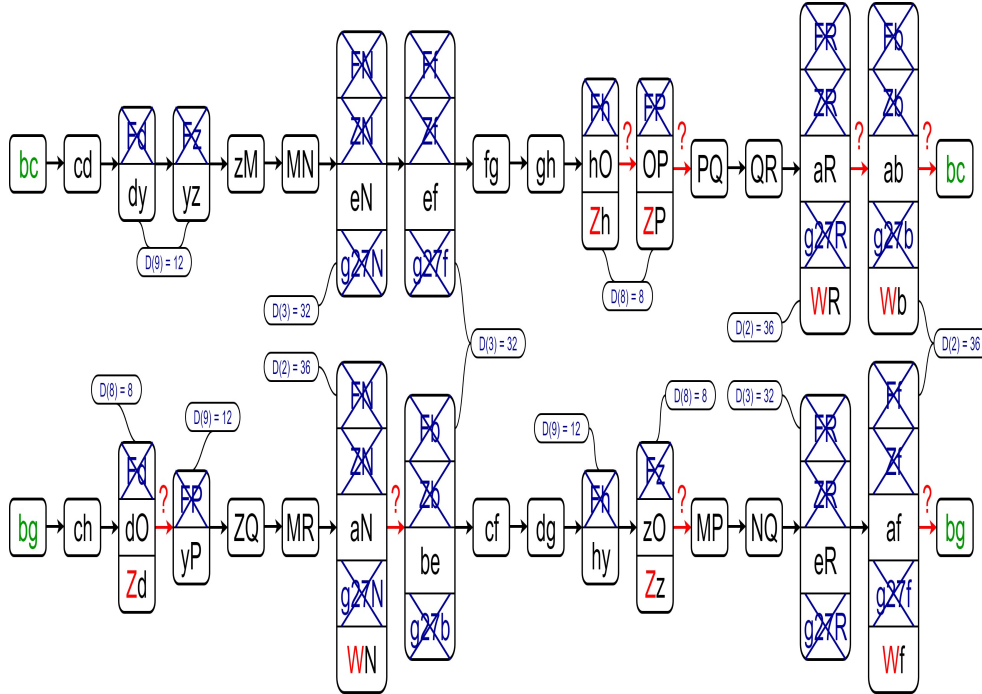 FR Fb
FN Ff
ZR Zb
Fd Fz ZN Zf Fh FP
? ? ? ?
bc cd dy yz zM MN eN ef fg gh hO OP PQ QR aR ab bc
Zh ZP
g27N g27f g27R g27b
D(9) = 12
D(8) = 8
WR Wb
D(3) = 32
D(2) = 36
D(3) = 32
D(2) = 36
D(2) = 36
D(8) = 8
D(8) = 8
D(3) = 32
FN Ff
D(9) = 12
Fb FR
D(9) = 12
Fd ZN Fz Zf
FP Zb Fh ZR
? ? ? ?
bg ch dO yP ZQ MR aN be cf dg hy zO MP NQ eR af bg
Zd Zz
g27N g27f
g27b g27R
WN Wf